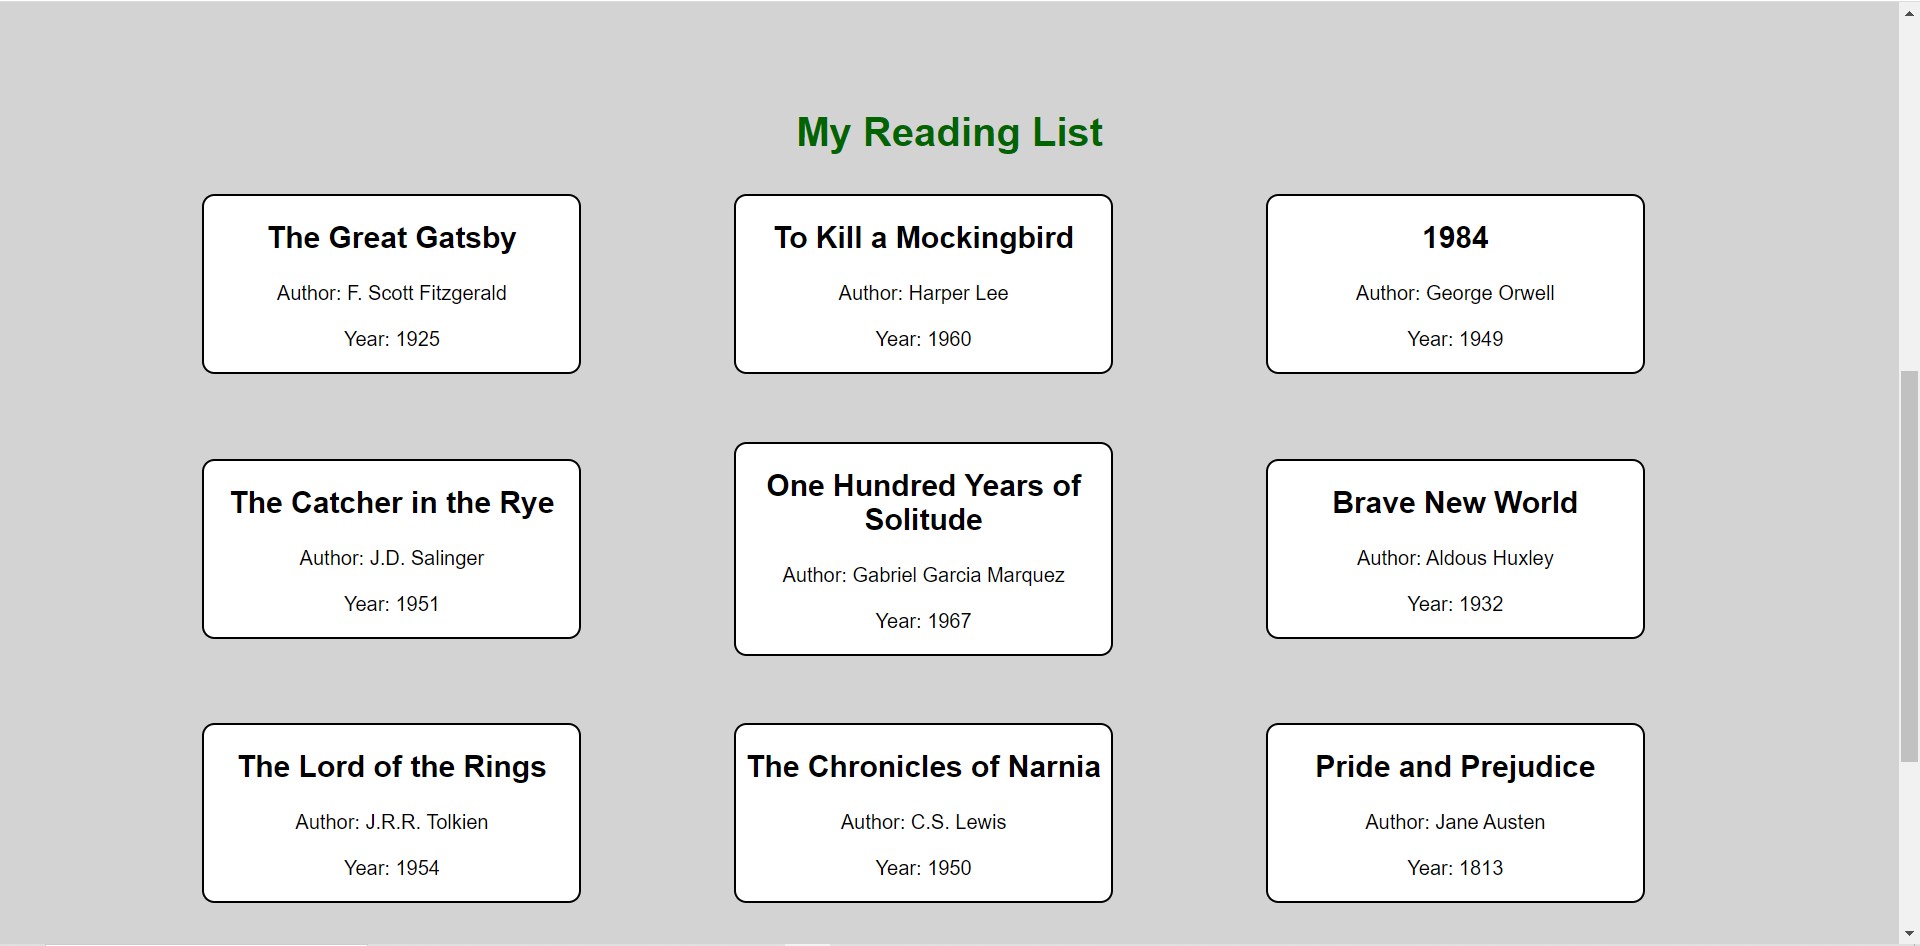 My Reading List
The Great Gatsby
Author: F. Scott Fitzgerald
Year: 1925
To Kill a Mockingbird
Author: Harper Lee
Year: 1960
1984
Author: George Orwell
Year: 1949
The Catcher in the Rye
Author: J.D. Salinger
Year: 1951
One Hundred Years of
Solitude
Author: Gabriel Garcia Marquez
Year: 1967
Brave New World
Author: Aldous Huxley
Year: 1932
The Lord of the Rings
Author: J.R.R. Tolkien
Year: 1954
The Chronicles of Narnia
Author: C.S. Lewis
Year: 1950
Pride and Prejudice
Author: Jane Austen
Year: 1813